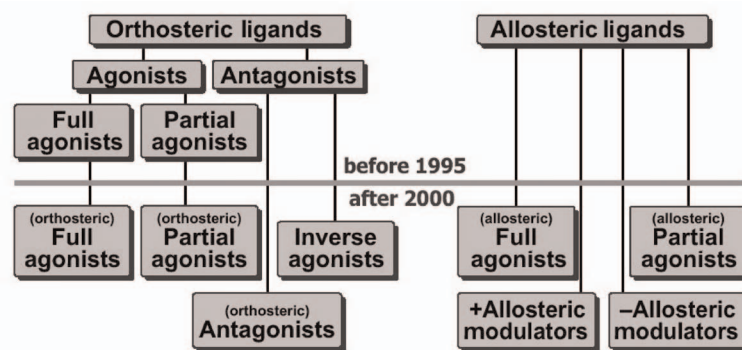 Orthosteric ligands
Allosteric ligands
Agonists
Antagonists
Full
agonists
Partial
agonists
before 1995
after 2000
(orthosteric)
Full
agonists
(orthosteric)
Partial
agonists
Inverse
agonists
(allosteric)
Full
agonists
(allosteric)
Partial
agonists
(orthosteric)
Antagonists
+Allosteric
modulators
–Allosteric
modulators